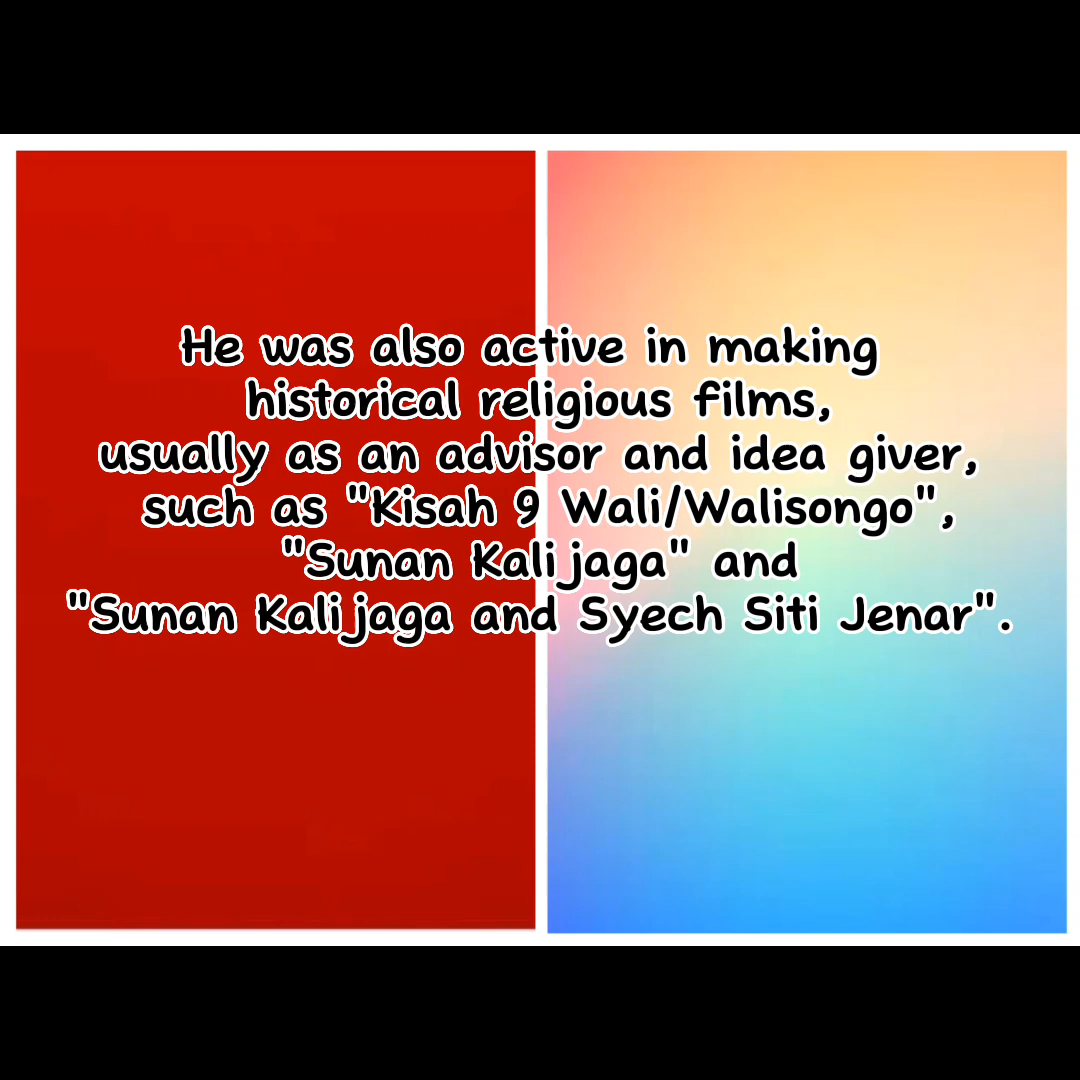 He was also active in making
historical religious films,
usually as an advisor and idea giver,
such as "Kisah 9 Wali/Walisongo",
"Sunan Kalijaga" and
"Sunan Kalijaga and Syech Siti Jenar".